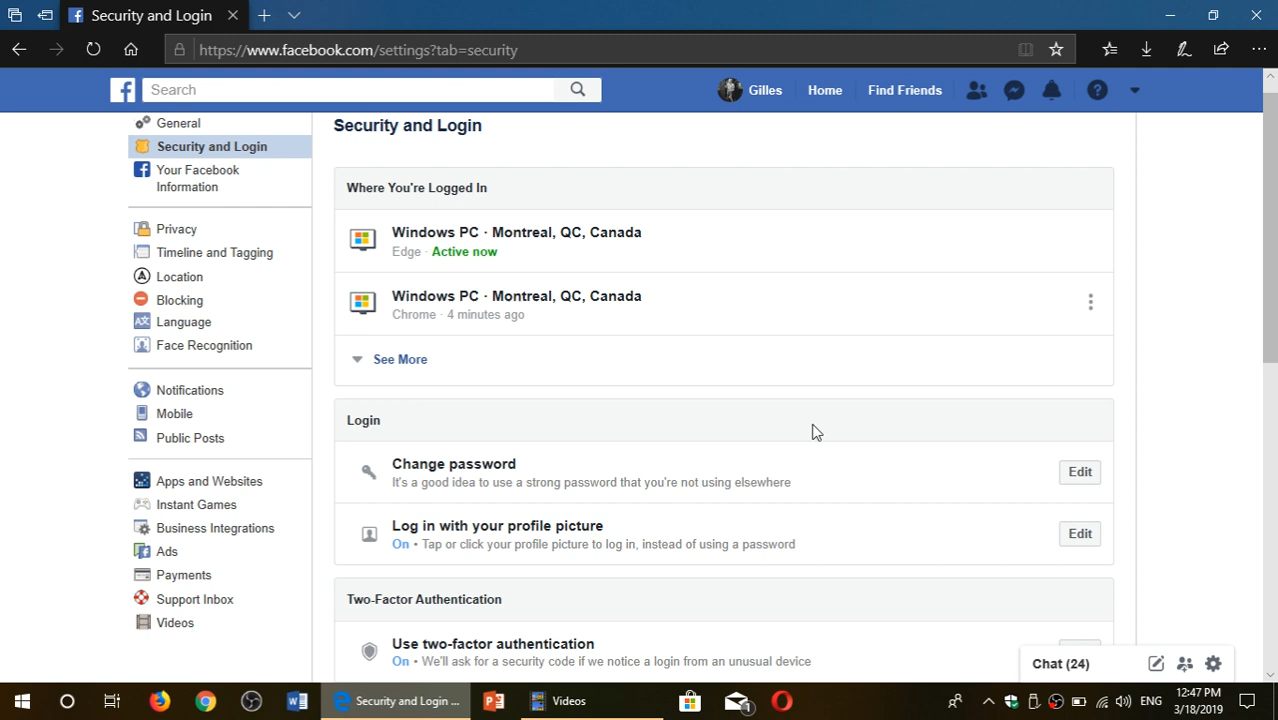 Security and Login
https://www.facebook.com/settings?tab=security
Search
Gilles
Home
Find Friends
General
Security and Login
Your Facebook
Information
Privacy
Timeline and Tagging
Location
Blocking
Language
Face Recognition
Notifications
Mobile
Public Posts
Apps and Websites
Instant Games
Business Integrations
Ads
Payments
Support Inbox
Videos
Security and Login
Where You're Logged In
Windows PC · Montreal, QC, Canada
Edge · Active now
Windows PC · Montreal, QC, Canada
Chrome · 4 minutes ago
See More
Login
Change password
It's a good idea to use a strong password that you're not using elsewhere
Edit
Log in with your profile picture
On • Tap or click your profile picture to log in, instead of using a password
Edit
Two-Factor Authentication
Use two-factor authentication
On • We'll ask for a security code if we notice a login from an unusual device
Chat (24)
Security and Login ...
Videos
1
ENG
12:47 PM
3/18/2019